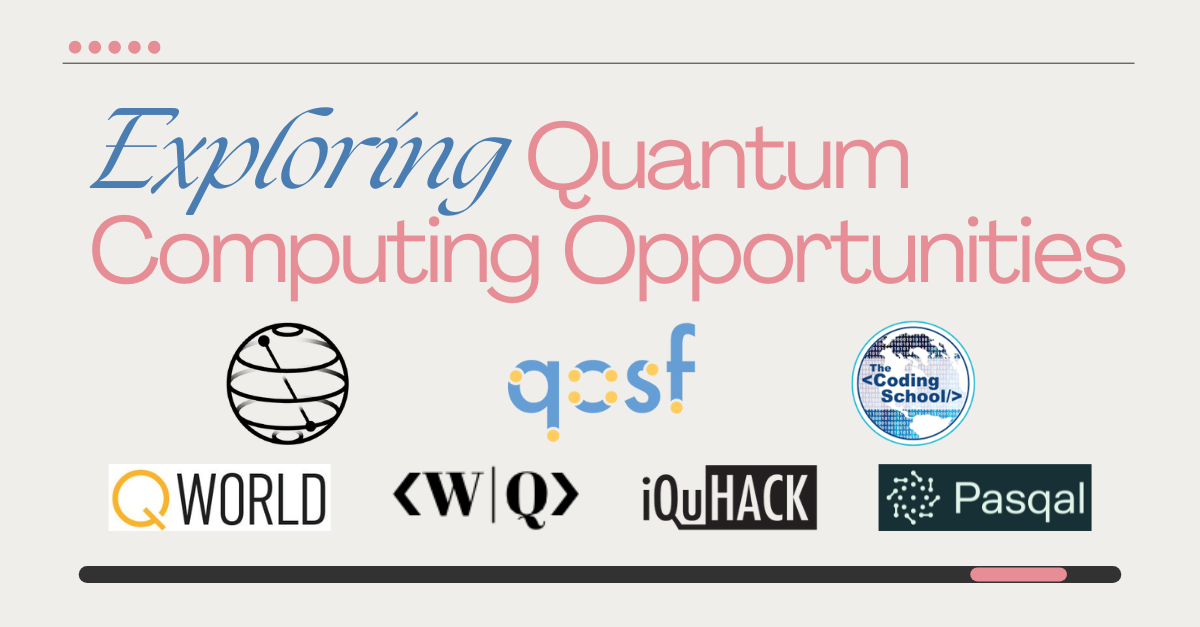 Exploring Quantum
Computing Opportunities
qosf
The
<Coding
School/>
QWORLD
<W|Q>
iQuHACK
Pasqal